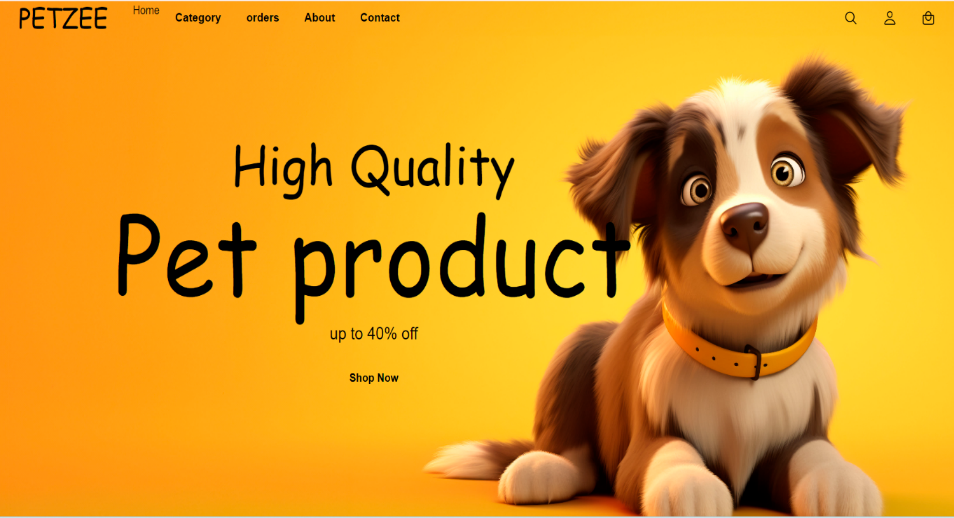 PETZEE Home Category orders About Contact
High Quality
Pet product
up to 40% off
Shop Now